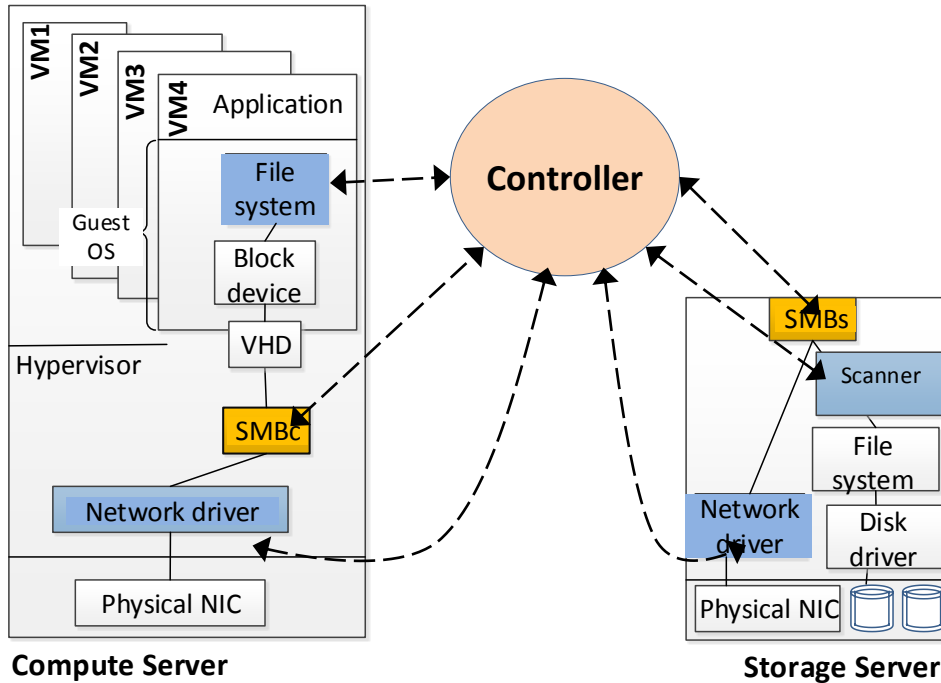 VM1
VM2
VM3
VM4
Application
File
system
Guest
OS
Block
device
VHD
Hypervisor
SMBc
Network driver
Physical NIC
Compute Server
Controller
SMBs
Scanner
File
system
Network
driver
Disk
driver
Physical NIC
Storage Server